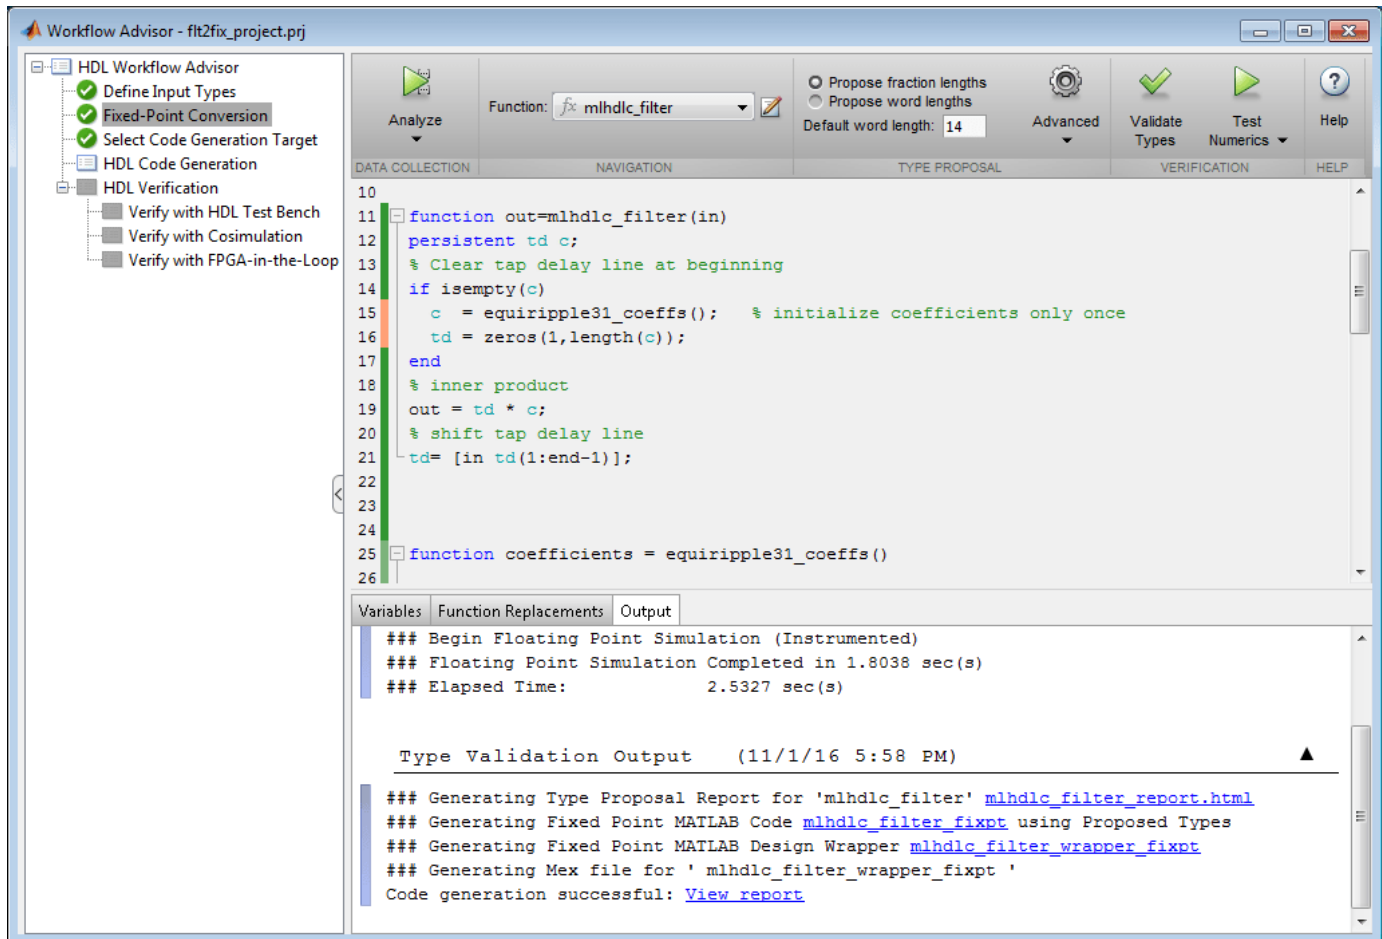 Workflow Advisor - flt2fix_project.prj
HDL Workflow Advisor
Define Input Types
Fixed-Point Conversion
Select Code Generation Target
HDL Code Generation
HDL Verification
Verify with HDL Test Bench
Verify with Cosimulation
Verify with FPGA-in-the-Loop
Analyze
Function: fx mlhdlc_filter
Propose fraction lengths
Propose word lengths
Default word length: 14
Advanced
Validate Types
Test Numerics
Help
DATA COLLECTION NAVIGATION TYPE PROPOSAL VERIFICATION HELP
10
11 function out=mlhdlc_filter(in)
12 persistent td c;
13 % Clear tap delay line at beginning
14 if isempty(c)
15 c = equiripple31_coeffs(); % initialize coefficients only once
16 td = zeros(1,length(c));
17 end
18 % inner product
19 out = td * c;
20 % shift tap delay line
21 td= [in td(1:end-1)];
22
23
24
25 function coefficients = equiripple31_coeffs()
26
Variables Function Replacements Output
### Begin Floating Point Simulation (Instrumented)
### Floating Point Simulation Completed in 1.8038 sec(s)
### Elapsed Time: 2.5327 sec(s)
Type Validation Output (11/1/16 5:58 PM)
### Generating Type Proposal Report for 'mlhdlc_filter' mlhdlc_filter_report.html
### Generating Fixed Point MATLAB Code mlhdlc_filter_fixpt using Proposed Types
### Generating Fixed Point MATLAB Design Wrapper mlhdlc_filter_wrapper_fixpt
### Generating Mex file for ' mlhdlc_filter_wrapper_fixpt '
Code generation successful: View report